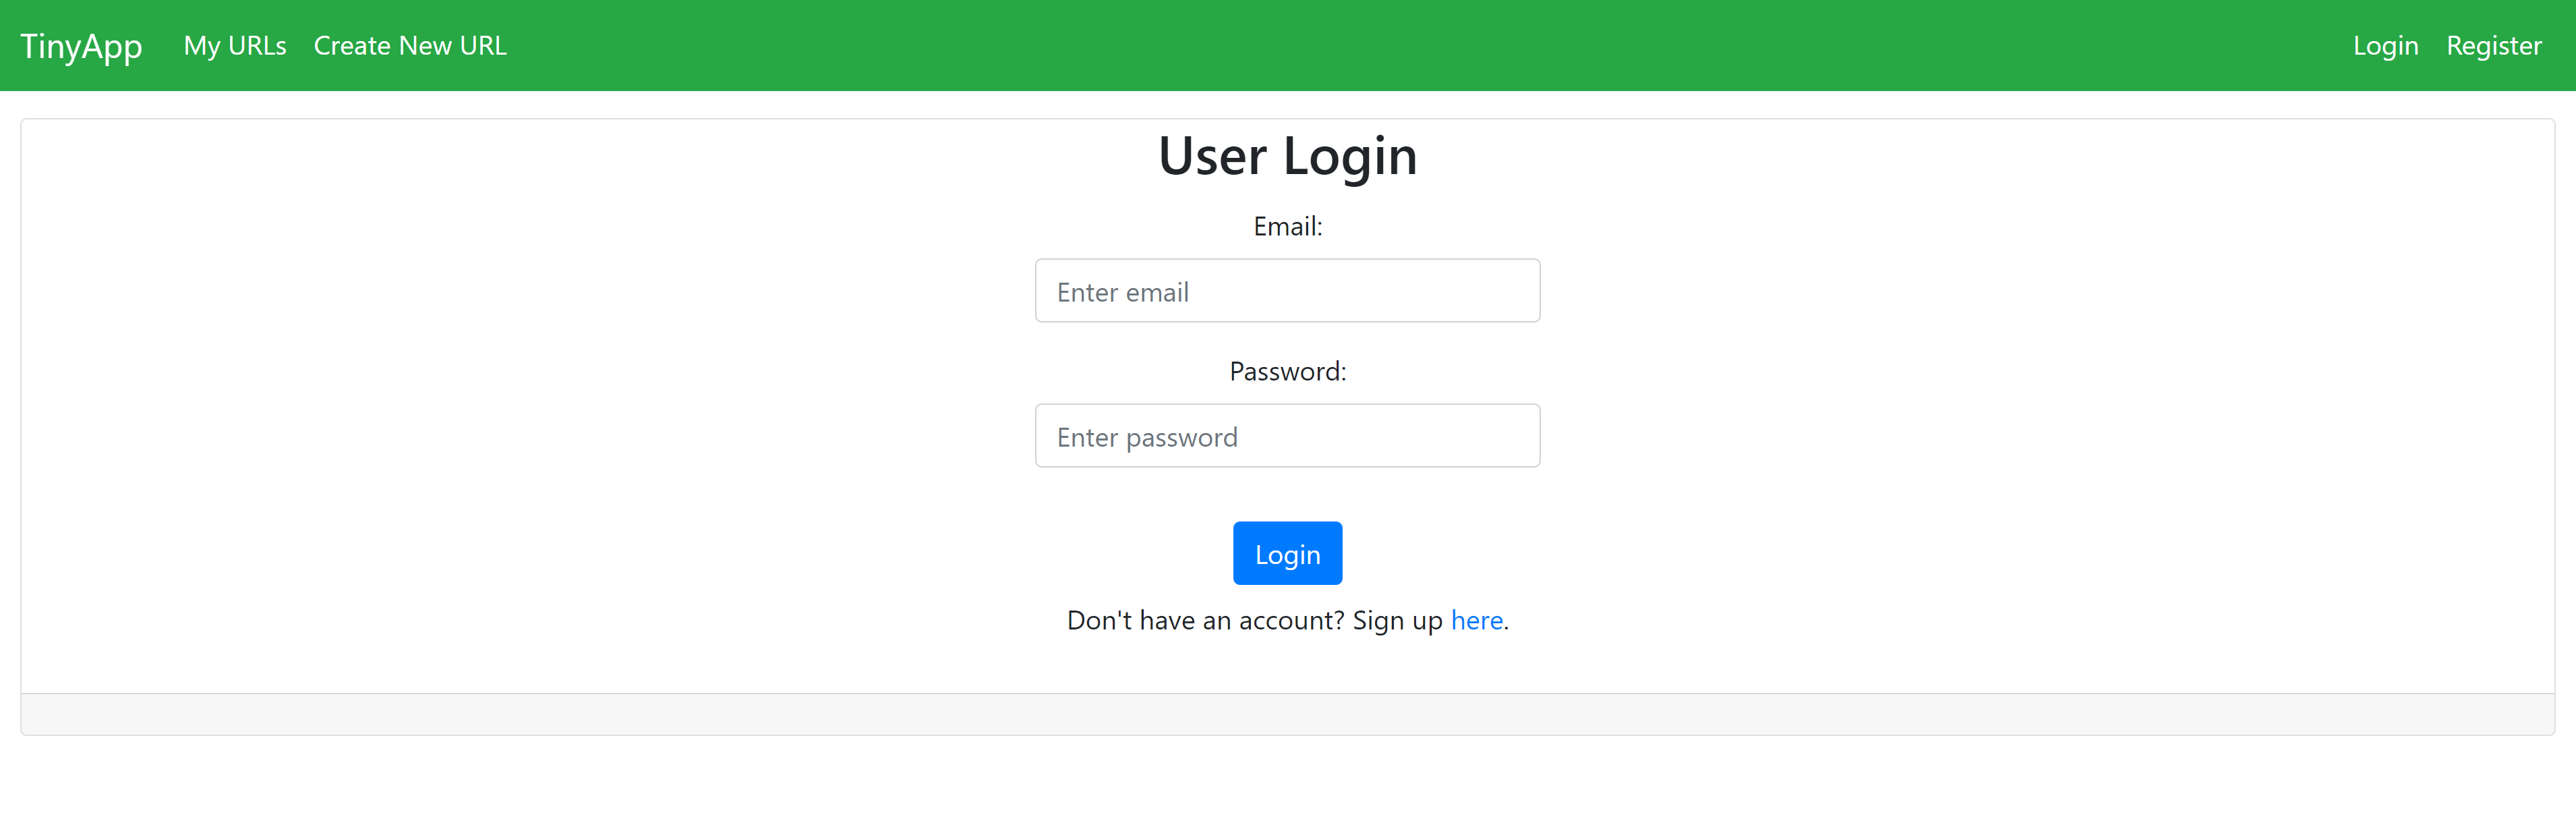 TinyApp My URLs Create New URL Login Register
User Login
Email:
Enter email
Password:
Enter password
Login
Don't have an account? Sign up here.